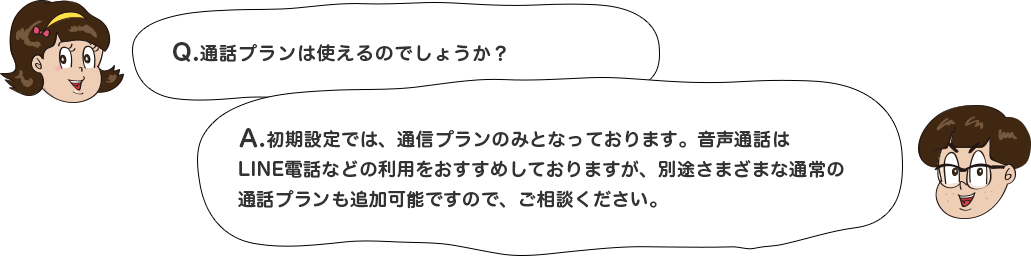 Q.通話プランは使えるのでしょうか？
A.初期設定では、通信プランのみとなっております。音声通話は
LINE電話などの利用をおすすめしておりますが、別途さまざまな通常の
通話プランも追加可能ですので、ご相談ください。